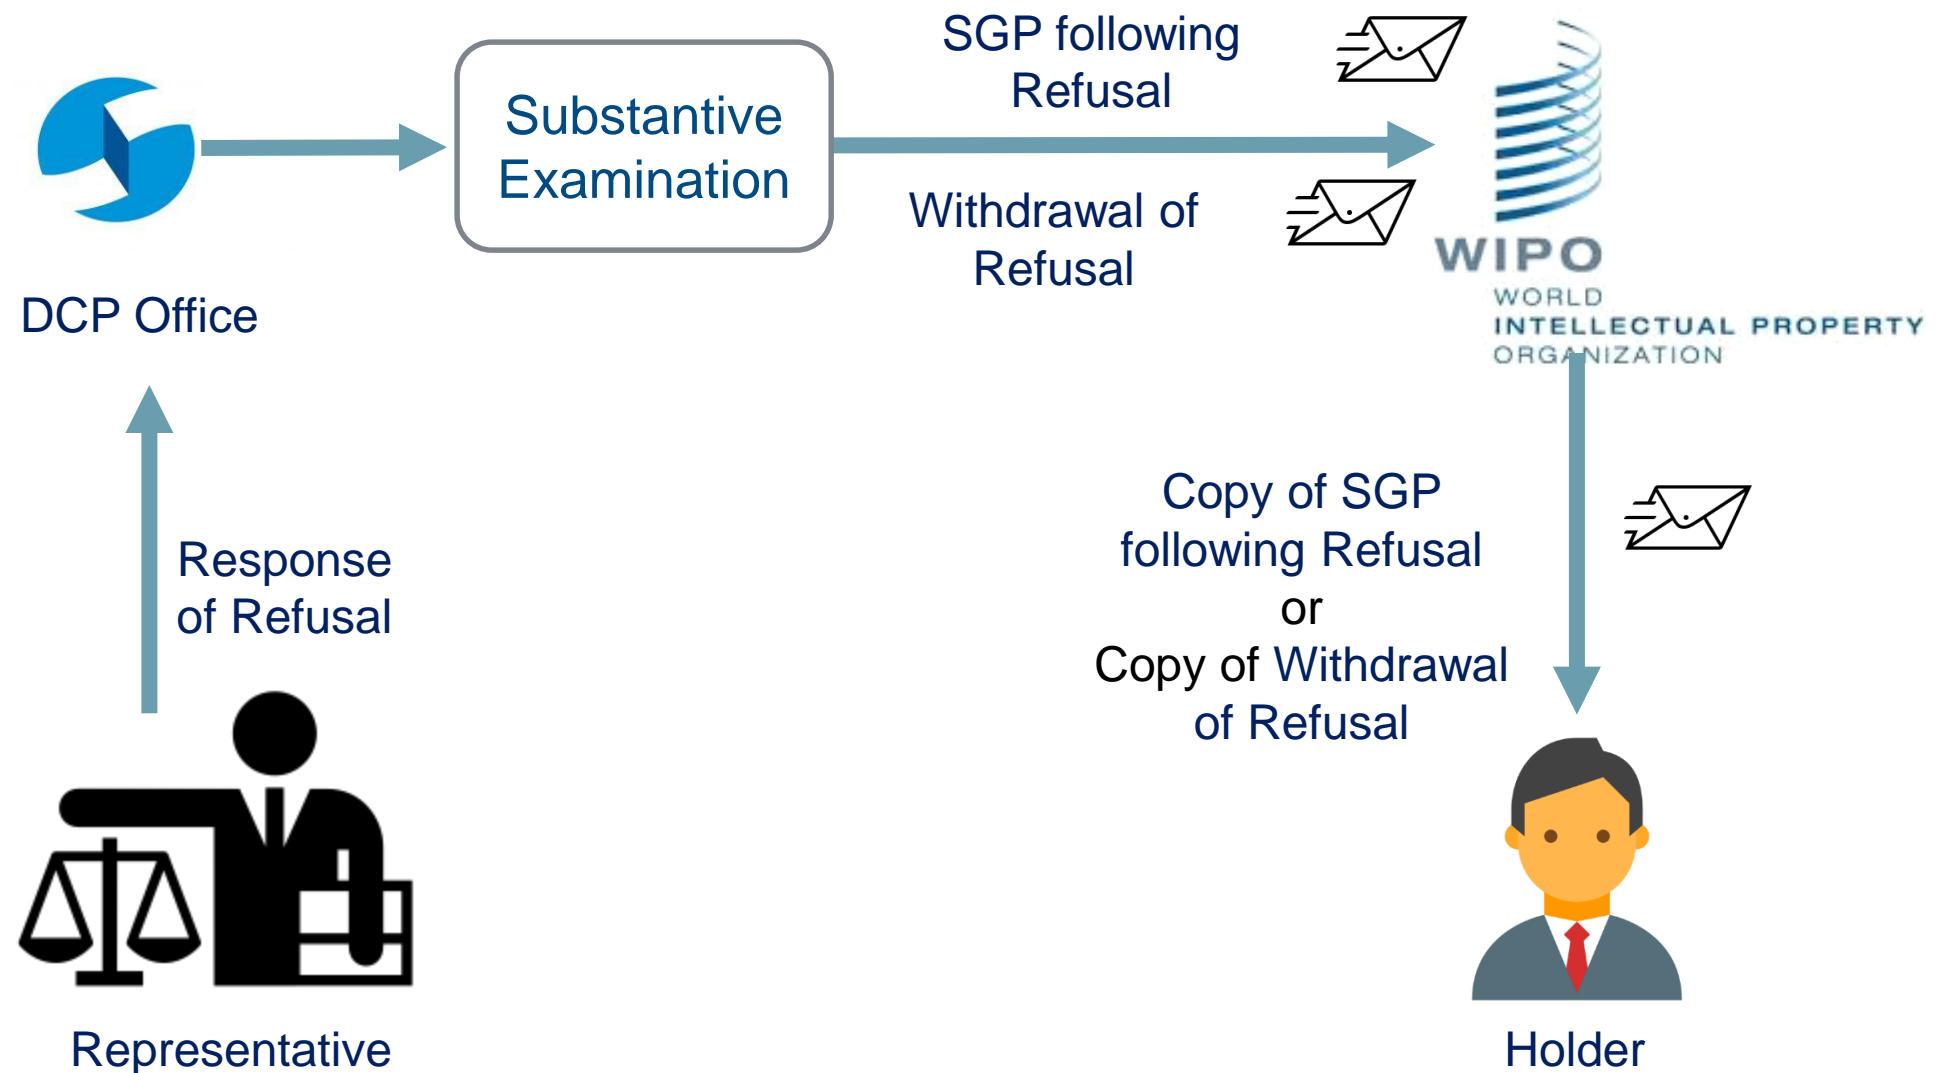 SGP following
Refusal
Substantive
Examination
Withdrawal of
Refusal
WIPO
WORLD
INTELLECTUAL PROPERTY
ORGANIZATION
DCP Office
Response
of Refusal
Copy of SGP
following Refusal
or
Copy of Withdrawal
of Refusal
Representative
Holder